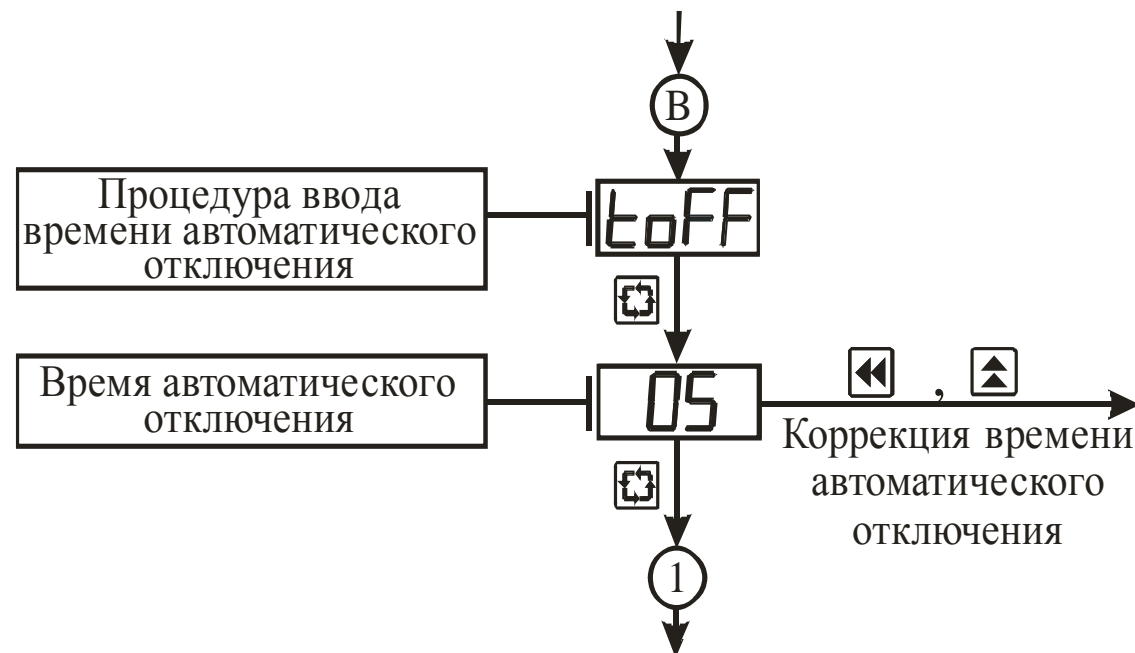 В
Процедура ввода
времени автоматического
отключения
toFF
Время автоматического
отключения
05
,
Коррекция времени
автоматического
отключения
1